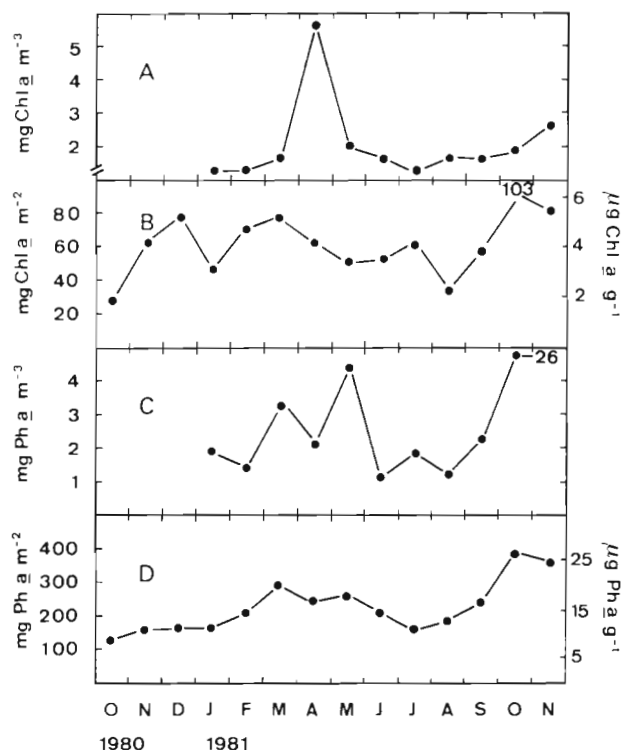 A
mg Chl a m⁻³
5
4
3
2
B
mg Chl a m⁻²
80
60
40
20
103
6
4
2
μg Chl a g⁻¹
C
mg Ph a m⁻³
4
3
2
1
26
D
mg Ph a m⁻²
400
300
200
100
25
15
5
μg Ph a g⁻¹
O N D J F M A M J J A S O N
1980 1981